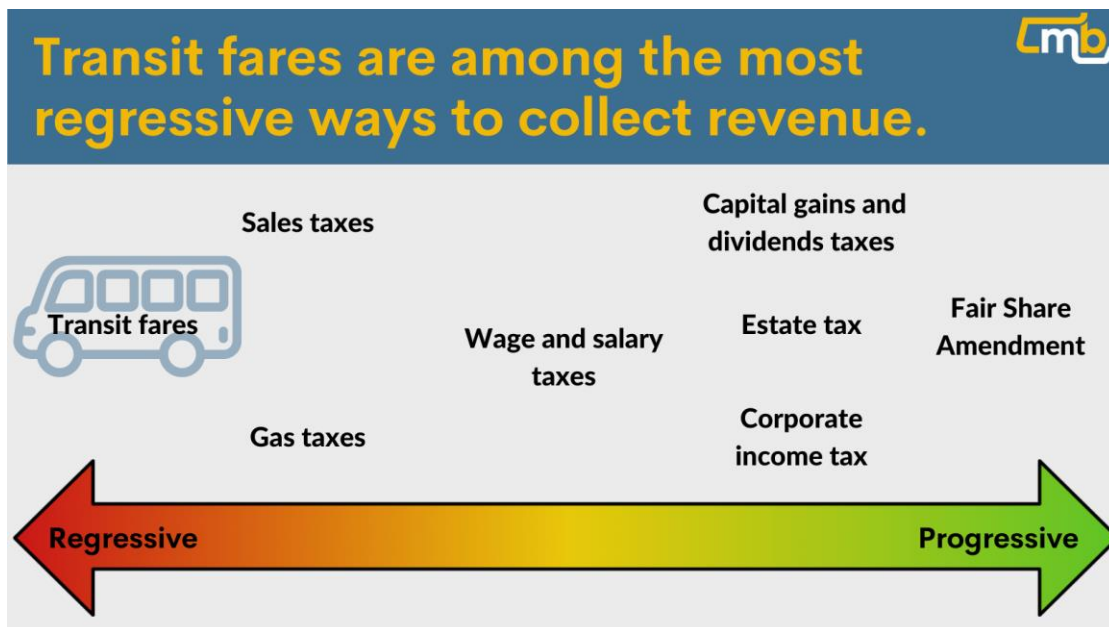 Transit fares are among the most
regressive ways to collect revenue.
mb
Sales taxes
Capital gains and
dividends taxes
Transit fares
Wage and salary
taxes
Estate tax
Fair Share
Amendment
Gas taxes
Corporate
income tax
Regressive
Progressive